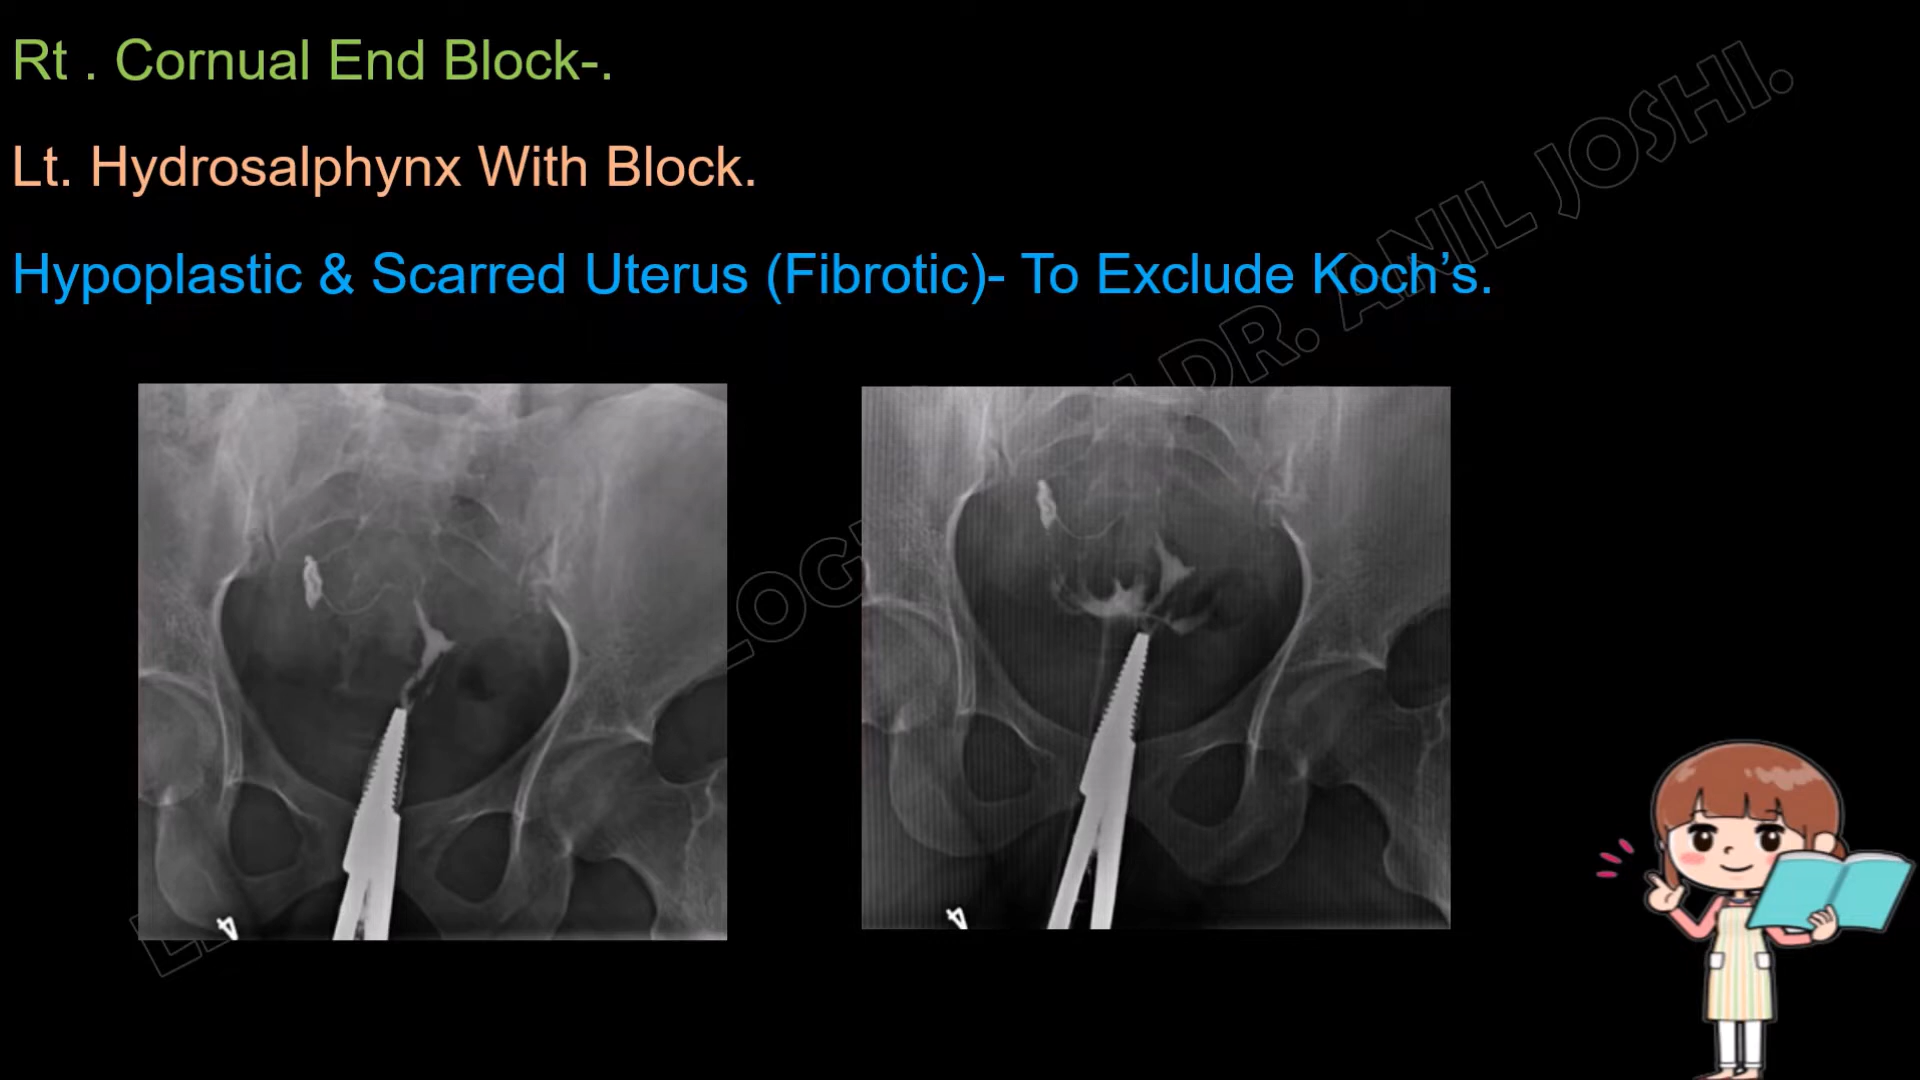 Rt . Cornual End Block-.
Lt. Hydrosalphynx With Block.
Hypoplastic & Scarred Uterus (Fibrotic)- To Exclude Koch’s.
DR. ANIL JOSHI.